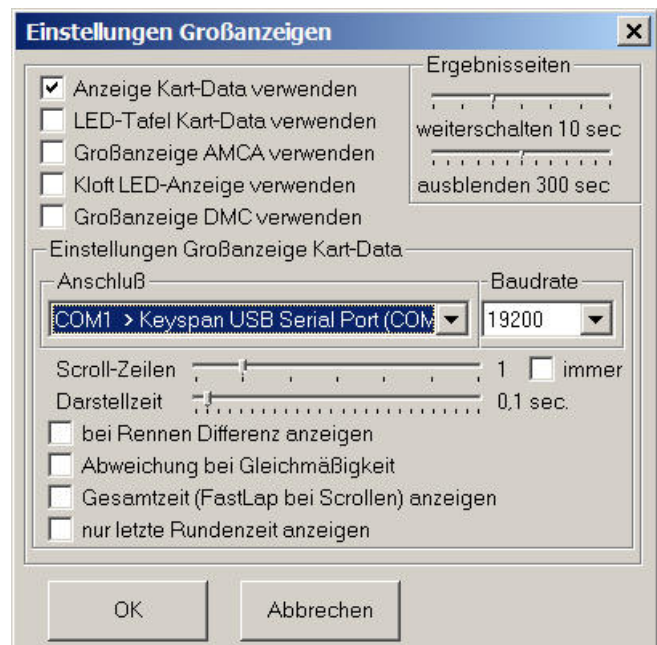 Einstellungen Großanzeigen
Anzeige Kart-Data verwenden
LED-Tafel Kart-Data verwenden
Großanzeige AMCA verwenden
Kloft LED-Anzeige verwenden
Großanzeige DMC verwenden
Ergebnisseiten
weiterschalten 10 sec
ausblenden 300 sec
Einstellungen Großanzeige Kart-Data
Anschluß
COM1 > Keyspan USB Serial Port (COM
Baudrate
19200
Scroll-Zeilen 1 immer
Darstellzeit 0,1 sec.
bei Rennen Differenz anzeigen
Abweichung bei Gleichmäßigkeit
Gesamtzeit (FastLap bei Scrollen) anzeigen
nur letzte Rundenzeit anzeigen
OK Abbrechen